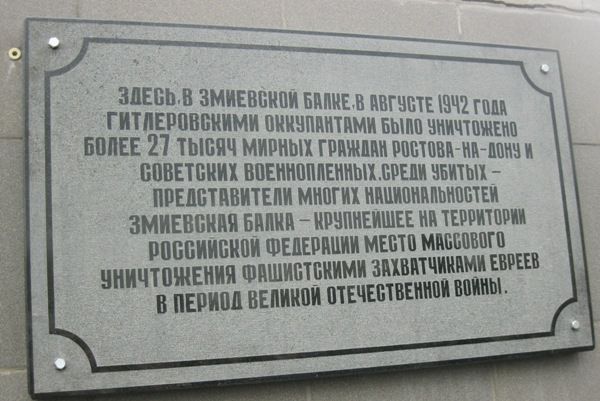 ЗДЕСЬ, В ЗМИЕВСКОЙ БАЛКЕ, В АВГУСТЕ 1942 ГОДА
ГИТЛЕРОВСКИМИ ОККУПАНТАМИ БЫЛО УНИЧТОЖЕНО
БОЛЕЕ 27 ТЫСЯЧ МИРНЫХ ГРАЖДАН РОСТОВА-НА-ДОНУ И
СОВЕТСКИХ ВОЕННОПЛЕННЫХ. СРЕДИ УБИТЫХ –
ПРЕДСТАВИТЕЛИ МНОГИХ НАЦИОНАЛЬНОСТЕЙ
ЗМИЕВСКАЯ БАЛКА – КРУПНЕЙШЕЕ НА ТЕРРИТОРИИ
РОССИЙСКОЙ ФЕДЕРАЦИИ МЕСТО МАССОВОГО
УНИЧТОЖЕНИЯ ФАШИСТСКИМИ ЗАХВАТЧИКАМИ ЕВРЕЕВ
В ПЕРИОД ВЕЛИКОЙ ОТЕЧЕСТВЕННОЙ ВОЙНЫ.